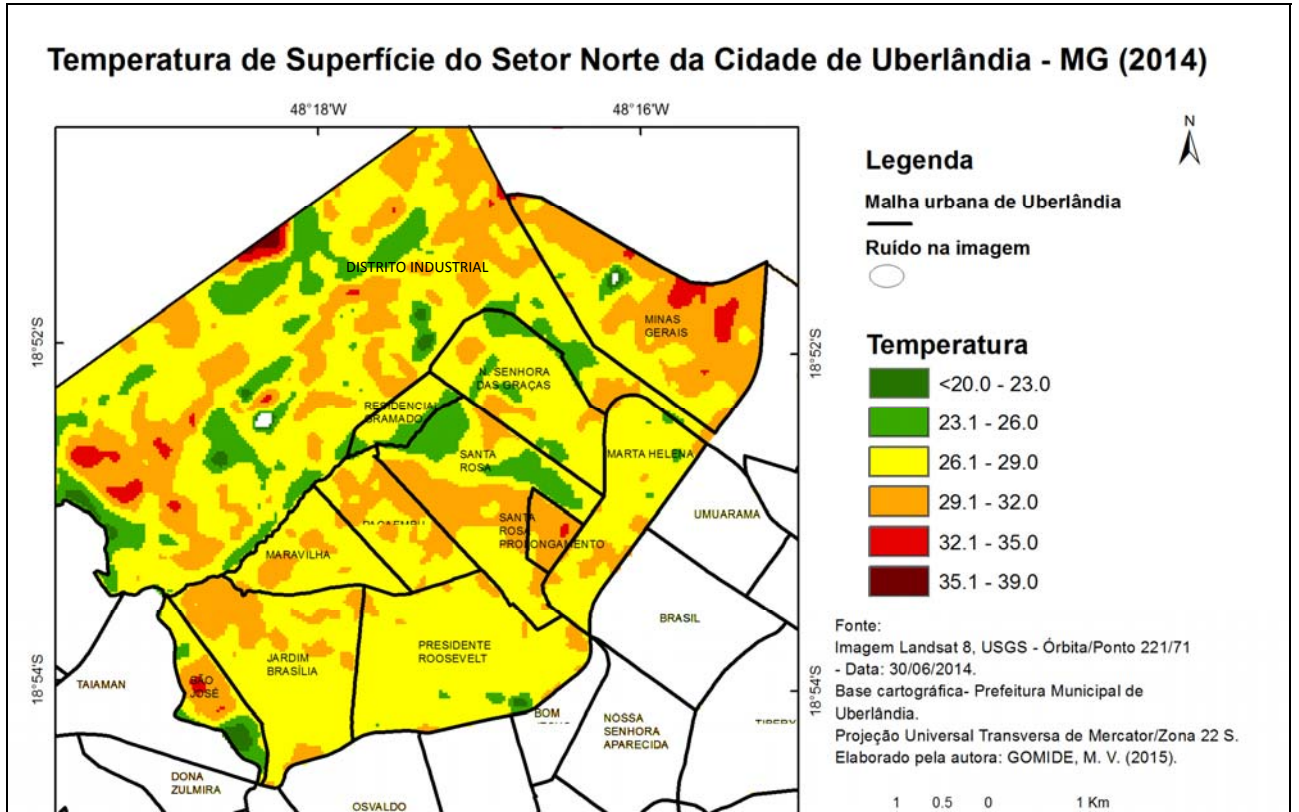 Temperatura de Superfície do Setor Norte da Cidade de Uberlândia - MG (2014)
48°18'W
48°16'W
N
Legenda
Malha urbana de Uberlândia
Ruído na imagem
DISTRITO INDUSTRIAL
MINAS
GERAIS
18°52'S
18°52'S
Temperatura
<20.0 - 23.0
23.1 - 26.0
26.1 - 29.0
29.1 - 32.0
32.1 - 35.0
35.1 - 39.0
N. SENHORA
DAS GRAÇAS
RESIDENCIAL
GRAMADO
SANTA
ROSA
MARTA HELENA
UMUARAMA
PACAEMBU
SANTA
ROSA
PROLONGAMENTO
MARAVILHA
BRASIL
PRESIDENTE
ROOSEVELT
JARDIM
BRASÍLIA
SÃO
JOSÉ
TAIAMAN
18°54'S
18°54'S
BOM
NOSSA
SENHORA
APARECIDA
DONA
ZULMIRA
OSVALDO
Fonte:
Imagem Landsat 8, USGS - Órbita/Ponto 221/71
- Data: 30/06/2014.
Base cartográfica- Prefeitura Municipal de
Uberlândia.
Projeção Universal Transversa de Mercator/Zona 22 S.
Elaborado pela autora: GOMIDE, M. V. (2015).
1 0.5 0 1 Km